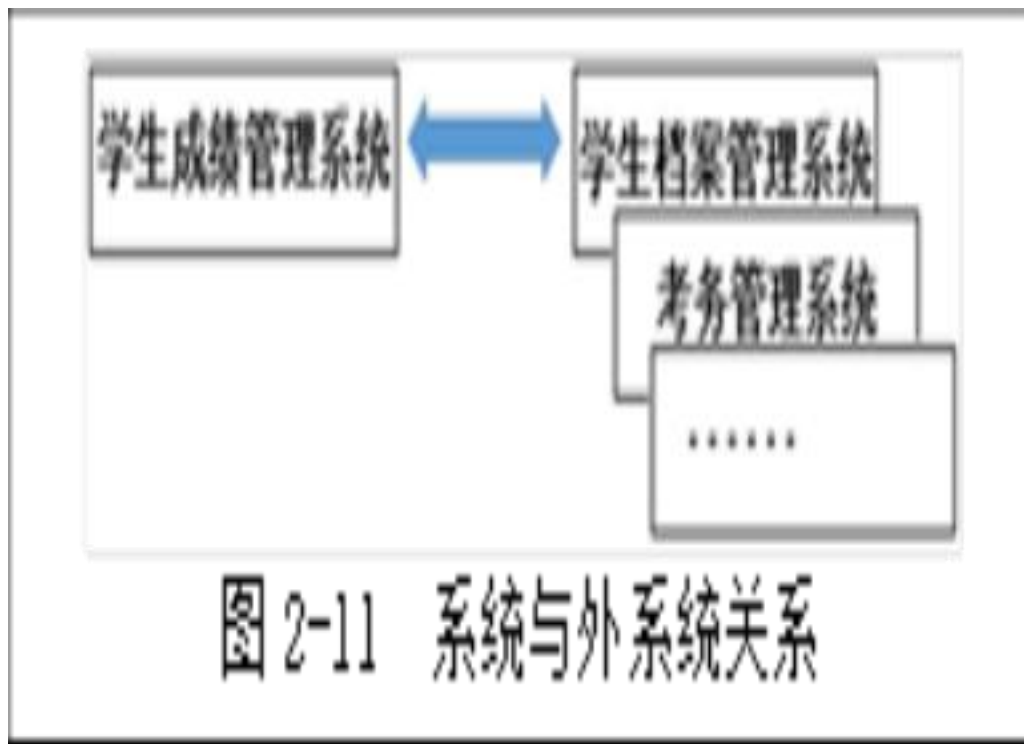 学生成绩管理系统
学生档案管理系统
考务管理系统
......
图 2-11 系统与外系统关系